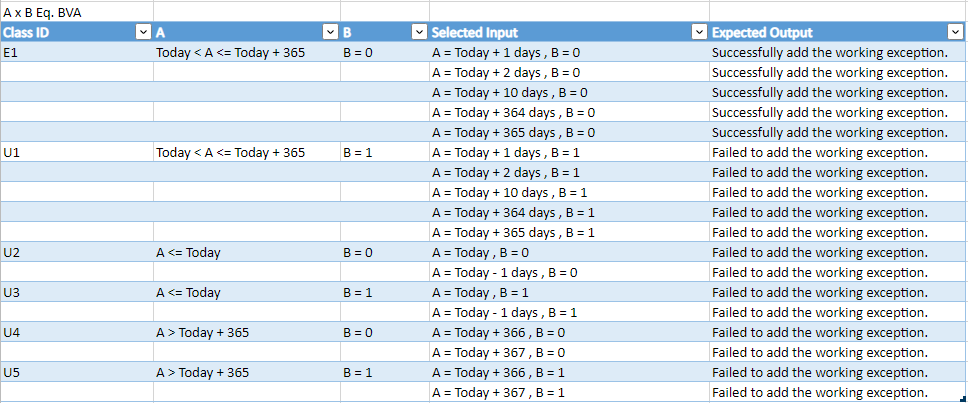 A x B Eq. BVA
Class ID A B Selected Input Expected Output
E1 Today < A <= Today + 365 B = 0 A = Today + 1 days , B = 0 Successfully add the working exception.
A = Today + 2 days , B = 0 Successfully add the working exception.
A = Today + 10 days , B = 0 Successfully add the working exception.
A = Today + 364 days , B = 0 Successfully add the working exception.
A = Today + 365 days , B = 0 Successfully add the working exception.
U1 Today < A <= Today + 365 B = 1 A = Today + 1 days , B = 1 Failed to add the working exception.
A = Today + 2 days , B = 1 Failed to add the working exception.
A = Today + 10 days , B = 1 Failed to add the working exception.
A = Today + 364 days , B = 1 Failed to add the working exception.
A = Today + 365 days , B = 1 Failed to add the working exception.
U2 A <= Today B = 0 A = Today , B = 0 Failed to add the working exception.
A = Today - 1 days , B = 0 Failed to add the working exception.
U3 A <= Today B = 1 A = Today , B = 1 Failed to add the working exception.
A = Today - 1 days , B = 1 Failed to add the working exception.
U4 A > Today + 365 B = 0 A = Today + 366 , B = 0 Failed to add the working exception.
A = Today + 367 , B = 0 Failed to add the working exception.
U5 A > Today + 365 B = 1 A = Today + 366 , B = 1 Failed to add the working exception.
A = Today + 367 , B = 1 Failed to add the working exception.